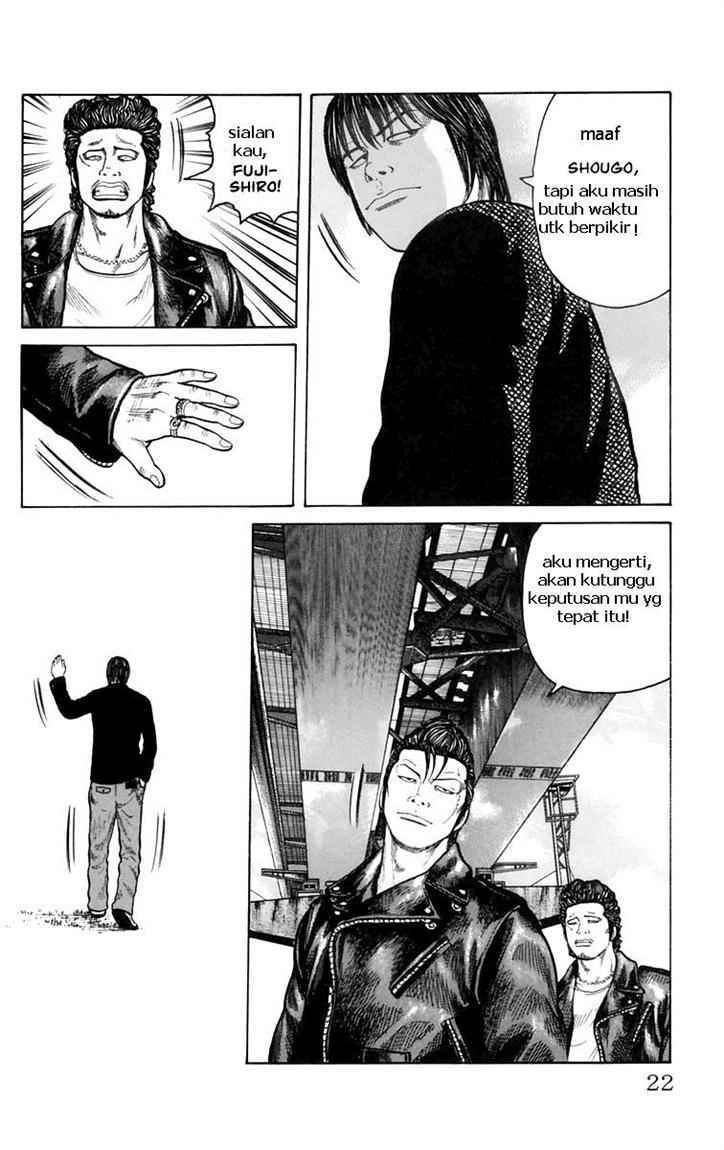 maaf
SHOUGO,
tapi aku masih
butuh waktu
utk berpikir!
sialan
kau,
FUJI-
SHIRO!
aku mengerti,
akan kutunggu
keputusan mu yg
tepat itu!
22